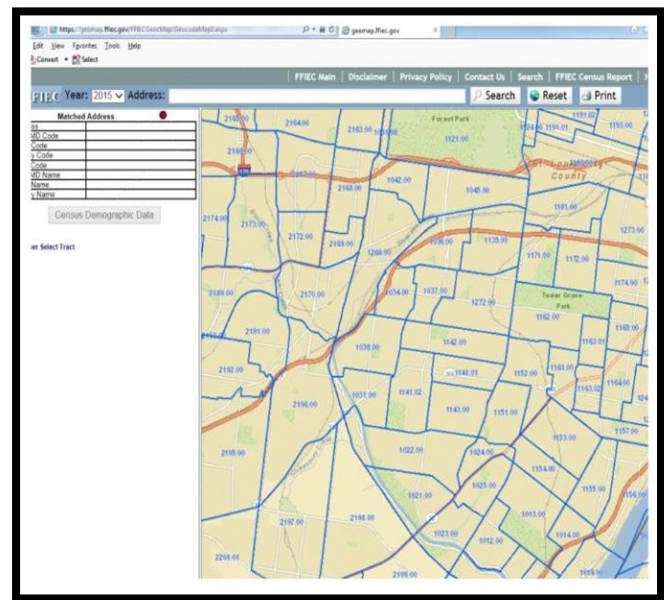 https://geomap.ffiec.gov/FFIECGeocMap/GeocodeMap1.aspx
geomap.ffiec.gov
Edit View Favorites Tools Help
Convert Select
FFIEC Main | Disclaimer | Privacy Policy | Contact Us | Search | FFIEC Census Report |
FFIEC Year: 2015 Address: Search Reset Print
Matched Address
MD Code
Code
y Code
Code
MD Name
Name
y Name
Census Demographic Data
er Select Tract
2164.00
2163.00
Forest Park
1121.00
1191.01
1193.00
County
2168.00
1042.00
1045.00
1181.00
2174.00
2173.00
2172.00
2169.00
1036.00
1135.00
1273.00
1171.00
1172.00
1174.00
2189.00
2170.00
1034.00
1037.00
1272.00
Tower Grove
Park
1162.00
1165.00
2191.00
1038.00
1142.00
1163.01
2192.00
1141.01
1152.00
1161.00
1163.02
1164.00
2196.00
1031.00
1141.02
1143.00
1151.00
1157.00
1153.00
2195.00
1022.00
1024.00
1154.00
1025.00
1155.00
1156.00
1021.00
2197.00
2198.00
1023.00
1012.00
1013.00
1014.00
2208.01